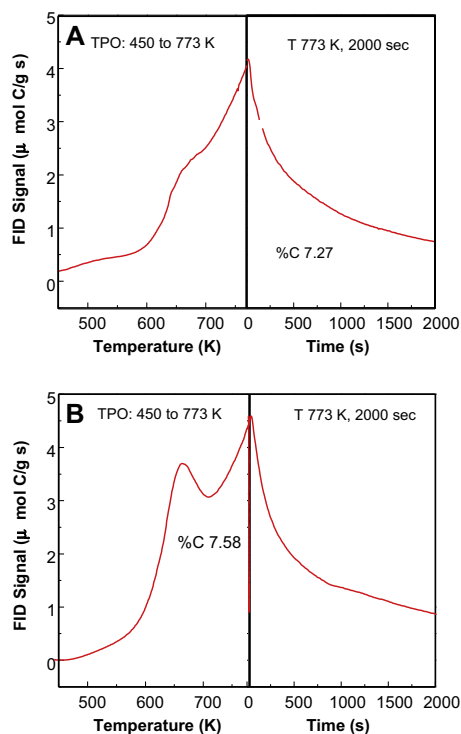 A
TPO: 450 to 773 K
T 773 K, 2000 sec
FID Signal (μ mol C/g s)
5
4
3
2
1
0
%C 7.27
500 600 700 0 500 1000 1500 2000
Temperature (K) Time (s)
B
TPO: 450 to 773 K
T 773 K, 2000 sec
FID Signal (μ mol C/g s)
5
4
3
2
1
0
%C 7.58
500 600 700 0 500 1000 1500 2000
Temperature (K) Time (s)